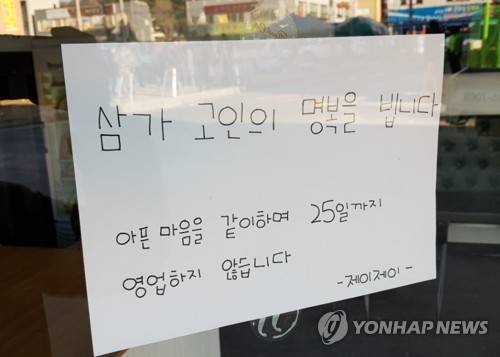 삼가 고인의 명복을 빕니다
아픈 마음을 같이하며 25일까지
영업하지 않습니다
-제이제이-
YONHAP NEWS